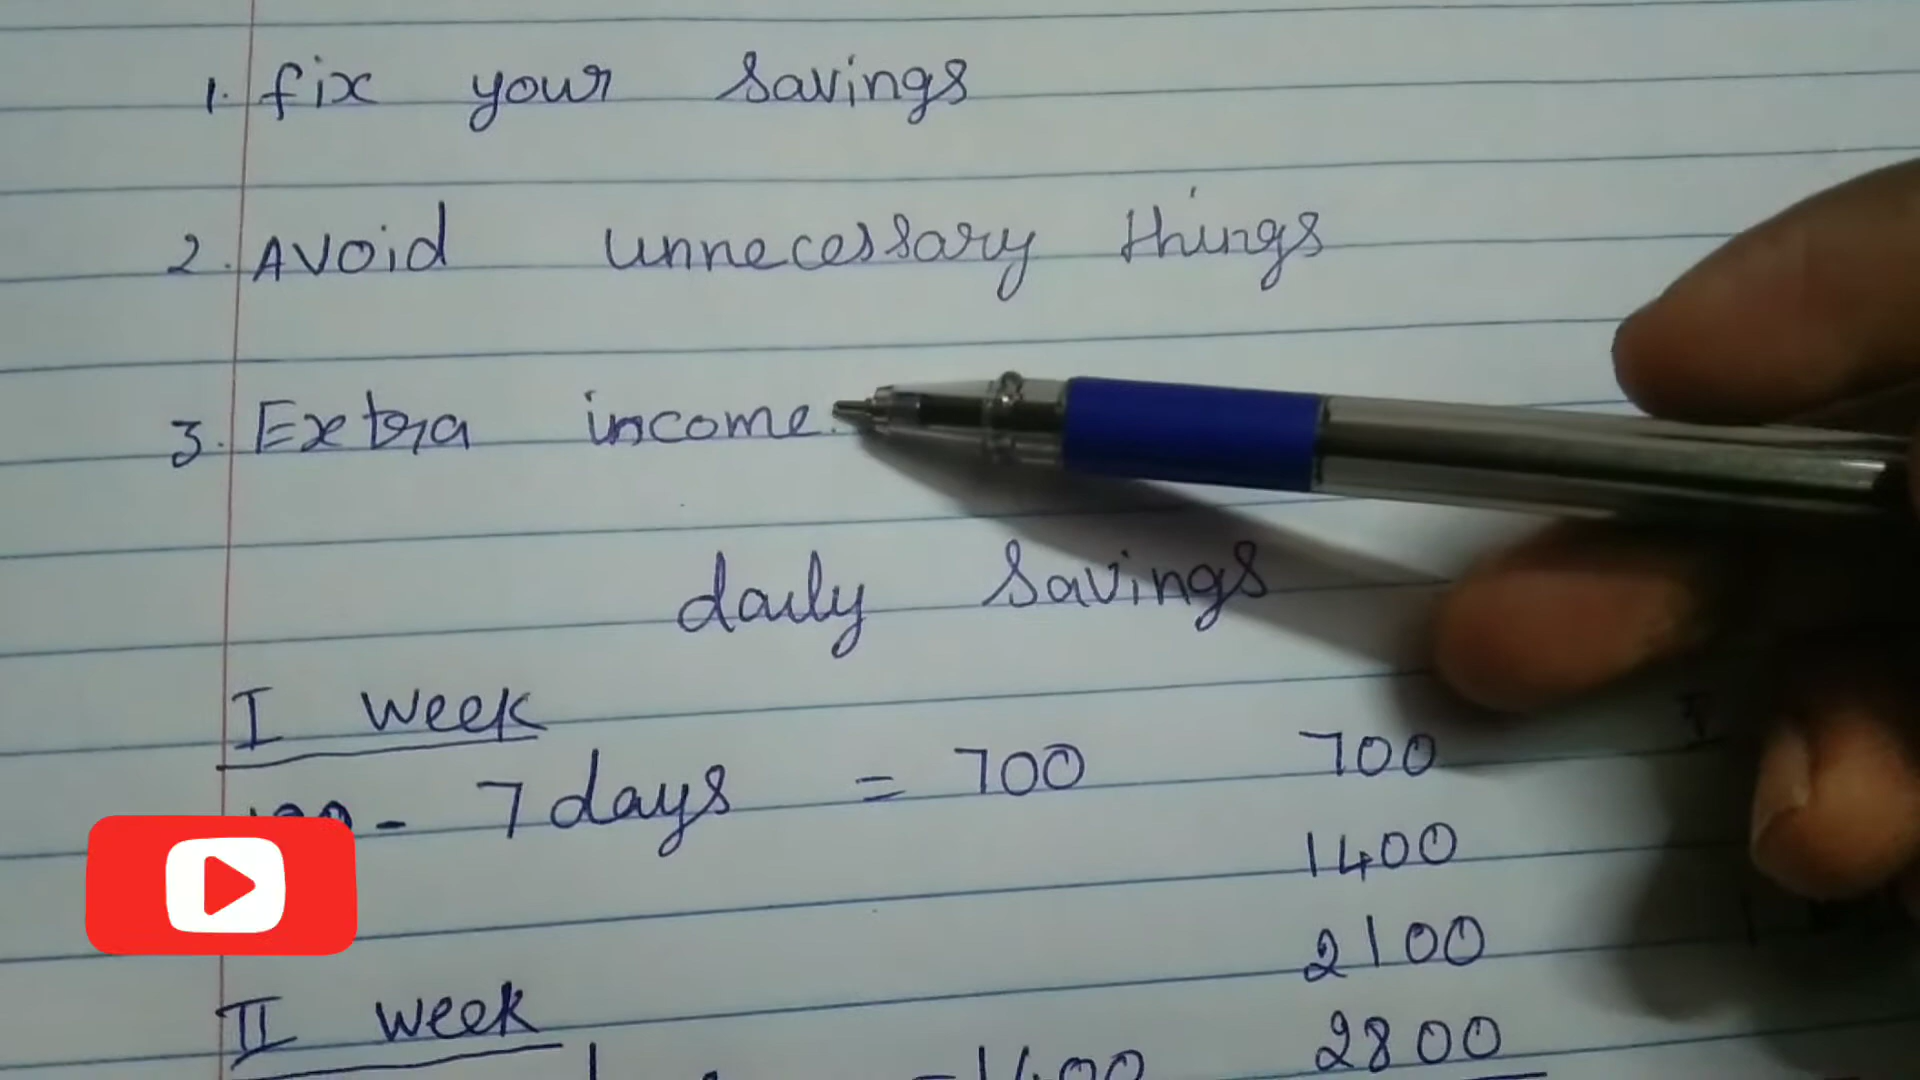 1. fix your savings
2. Avoid unnecessary things
3. Extra income.
daily savings
I week
- 7 days = 700 700
1400
2100
II week
= 1400 2800